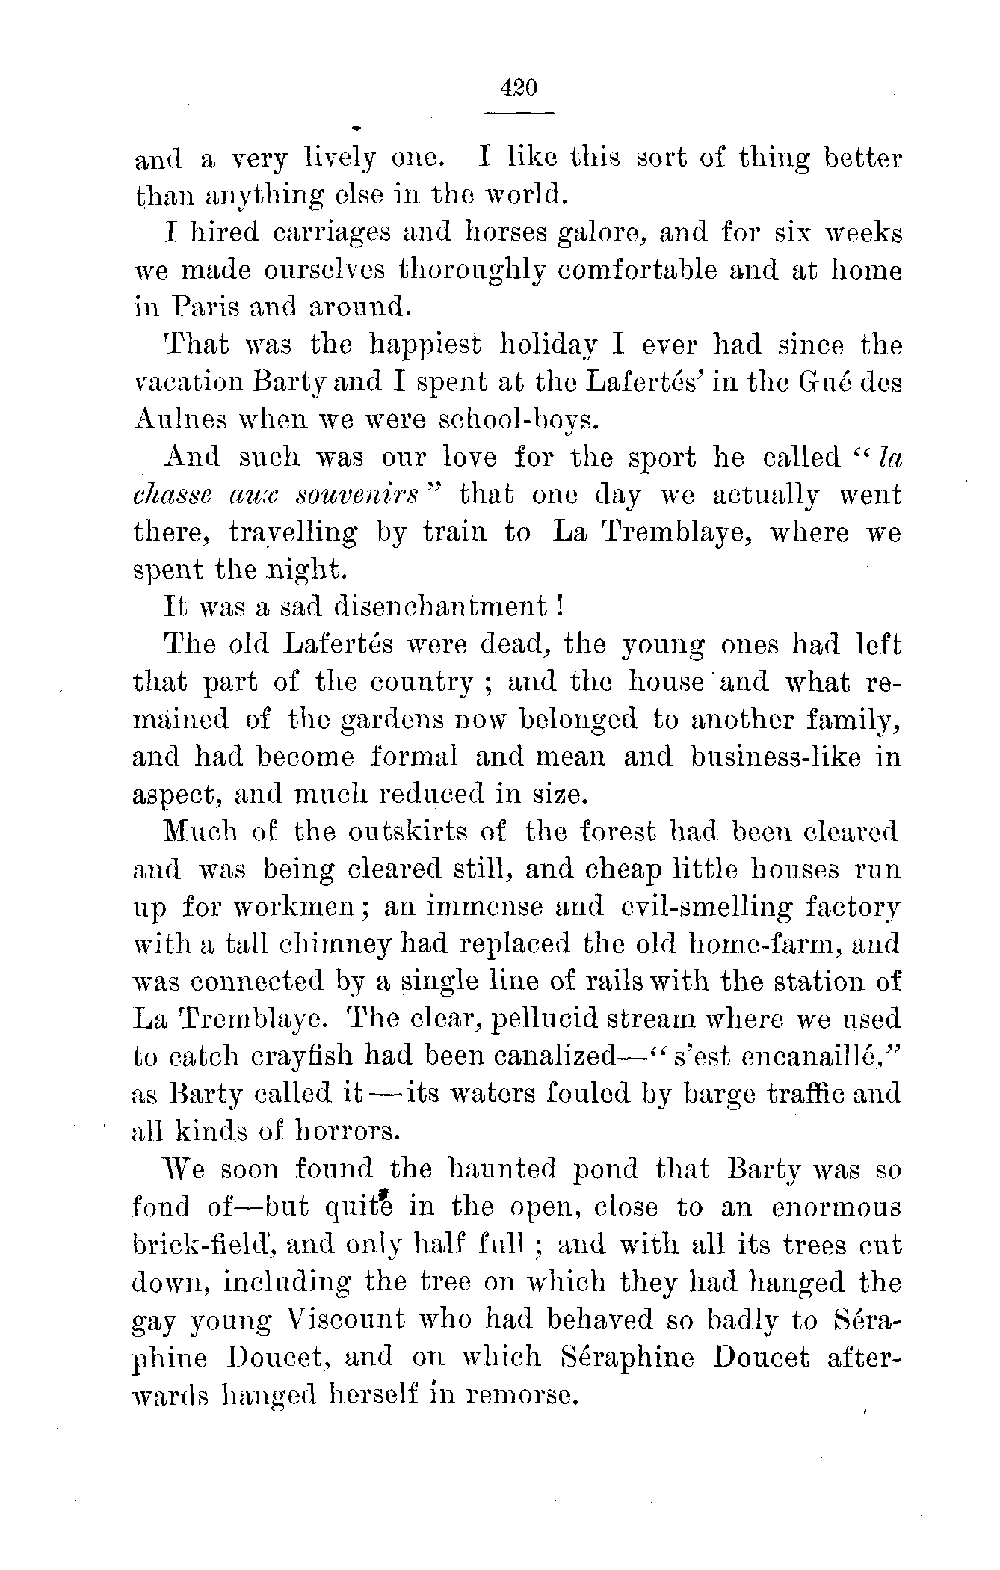 420
and a very lively one. I like this sort of thing better
than anything else in the world.
I hired carriages and horses galore, and for six weeks
we made ourselves thoroughly comfortable and at home
in Paris and around.
That was the happiest holiday I ever had since the
vacation Barty and I spent at the Lafertés' in the Gué des
Aulnes when we were school-boys.
And such was our love for the sport he called “la
chasse aux souvenirs” that one day we actually went
there, travelling by train to La Tremblaye, where we
spent the night.
It was a sad disenchantment!
The old Lafertés were dead, the young ones had left
that part of the country; and the house and what re-
mained of the gardens now belonged to another family,
and had become formal and mean and business-like in
aspect, and much reduced in size.
Much of the outskirts of the forest had been cleared
and was being cleared still, and cheap little houses run
up for workmen; an immense and evil-smelling factory
with a tall chimney had replaced the old home-farm, and
was connected by a single line of rails with the station of
La Tremblaye. The clear, pellucid stream where we used
to catch crayfish had been canalized—“s'est encanaillé,”
as Barty called it—its waters fouled by barge traffic and
all kinds of horrors.
We soon found the haunted pond that Barty was so
fond of—but quite in the open, close to an enormous
brick-field, and only half full; and with all its trees cut
down, including the tree on which they had hanged the
gay young Viscount who had behaved so badly to Séra-
phine Doucet, and on which Séraphine Doucet after-
wards hanged herself in remorse.